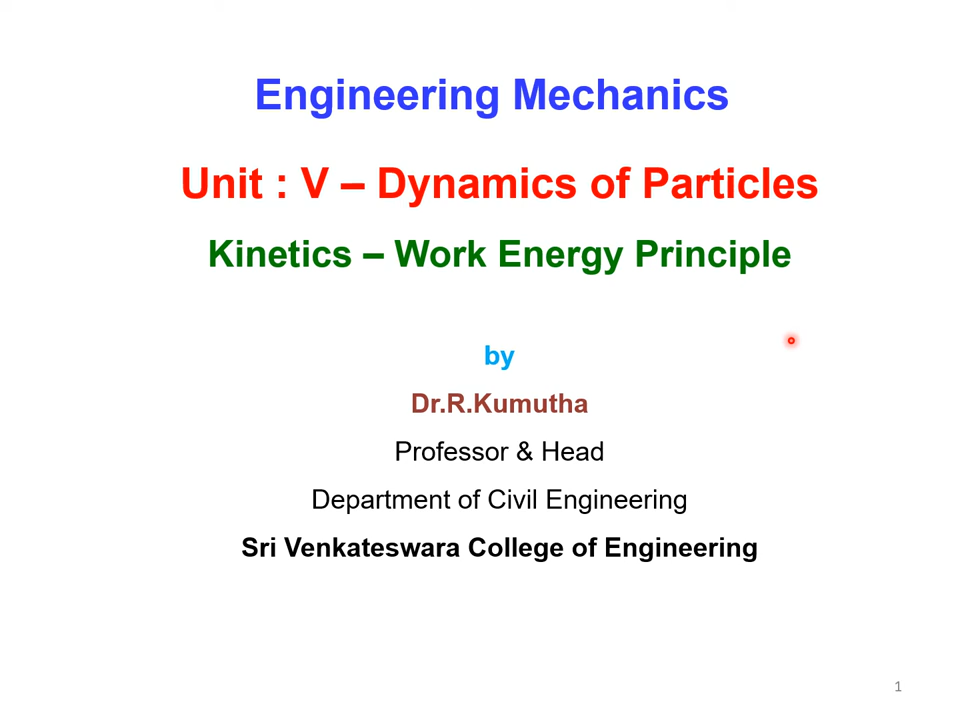 Engineering Mechanics
Unit : V – Dynamics of Particles
Kinetics – Work Energy Principle
by
Dr.R.Kumutha
Professor & Head
Department of Civil Engineering
Sri Venkateswara College of Engineering
1